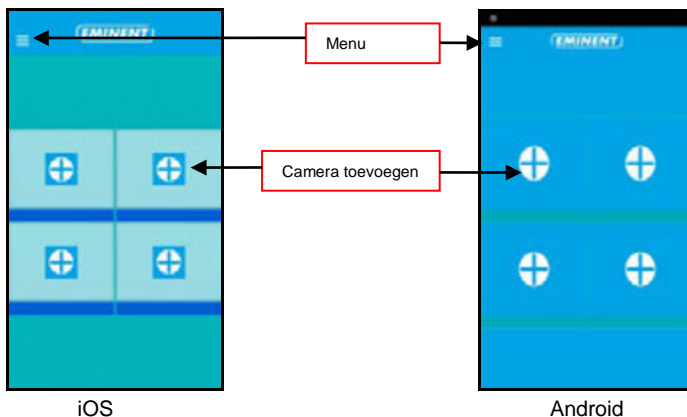 EMINENT
Menu
EMINENT
Camera toevoegen
iOS
Android